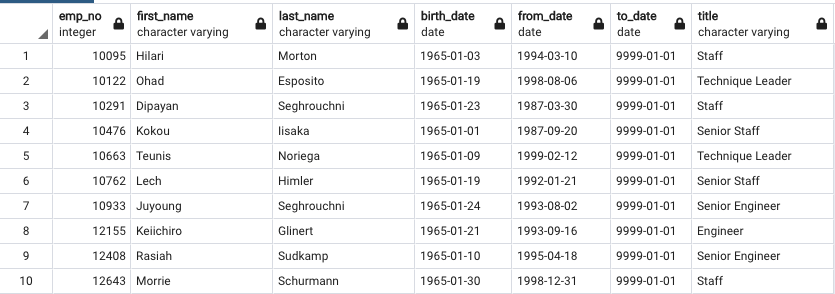 emp_no first_name last_name birth_date from_date to_date title
integer character varying character varying date date date character varying
1 10095 Hilari Morton 1965-01-03 1994-03-10 9999-01-01 Staff
2 10122 Ohad Esposito 1965-01-19 1998-08-06 9999-01-01 Technique Leader
3 10291 Dipayan Seghrouchni 1965-01-23 1987-03-30 9999-01-01 Staff
4 10476 Kokou Iisaka 1965-01-01 1987-09-20 9999-01-01 Senior Staff
5 10663 Teunis Noriega 1965-01-09 1999-02-12 9999-01-01 Technique Leader
6 10762 Lech Himler 1965-01-19 1992-01-21 9999-01-01 Senior Staff
7 10933 Juyoung Seghrouchni 1965-01-24 1993-08-02 9999-01-01 Senior Engineer
8 12155 Keiichiro Glinert 1965-01-21 1993-09-16 9999-01-01 Engineer
9 12408 Rasiah Sudkamp 1965-01-10 1995-04-18 9999-01-01 Senior Engineer
10 12643 Morrie Schurmann 1965-01-30 1998-12-31 9999-01-01 Staff